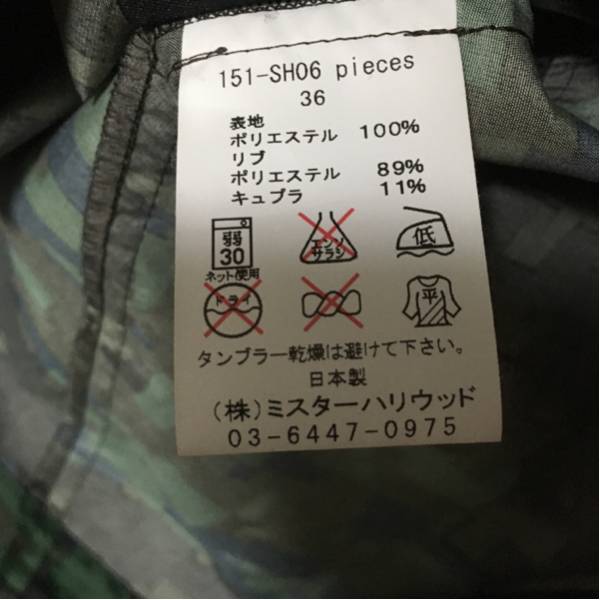 151-SH06 pieces
36
表地
ポリエステル 100%
リブ
ポリエステル 89%
キュプラ 11%
弱
30
ネット使用
エンソ
サラシ
低
ドライ
平
タンブラー乾燥は避けて下さい。
日本製
(株)ミスターハリウッド
03-6447-0975